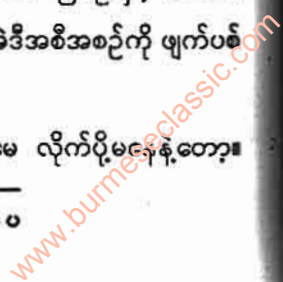 ဒီအစီအစဉ်ကို ဖျက်ပစ်
မေ လိုက်ပို့မနေနဲ့တော့။
ပ
www.burmeseclassic.com